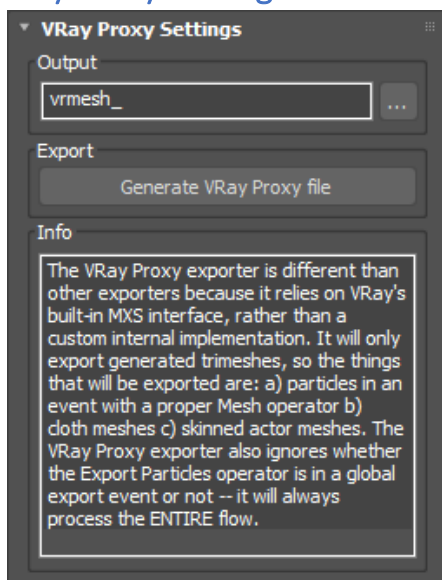 VRay Proxy Settings
Output
vrmesh_
...
Export
Generate VRay Proxy file
Info
The VRay Proxy exporter is different than
other exporters because it relies on VRay's
built-in MXS interface, rather than a
custom internal implementation. It will only
export generated trimeshes, so the things
that will be exported are: a) particles in an
event with a proper Mesh operator b)
cloth meshes c) skinned actor meshes. The
VRay Proxy exporter also ignores whether
the Export Particles operator is in a global
export event or not -- it will always
process the ENTIRE flow.